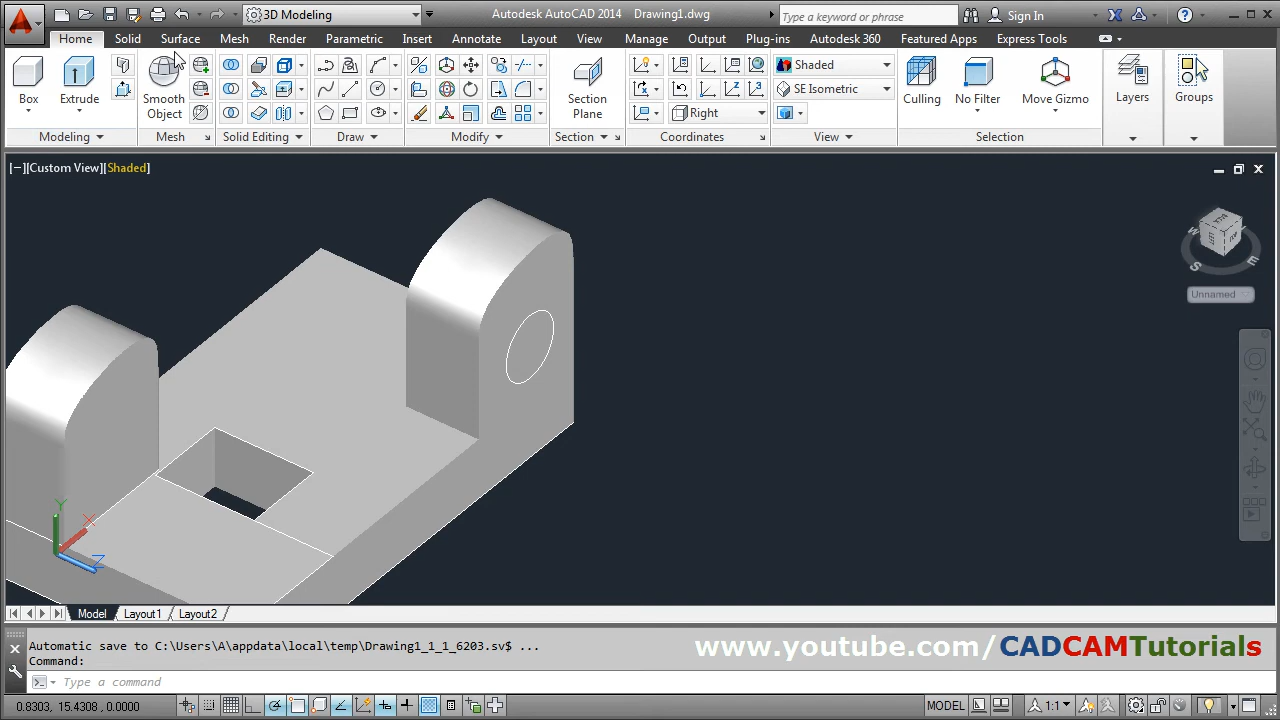 3D Modeling
Autodesk AutoCAD 2014 Drawing1.dwg
Type a keyword or phrase
Sign In
Home Solid Surface Mesh Render Parametric Insert Annotate Layout View Manage Output Plug-ins Autodesk 360 Featured Apps Express Tools
Box
Extrude
Smooth
Object
Section
Plane
Shaded
SE Isometric
Right
Culling
No Filter
Move Gizmo
Layers
Groups
Modeling
Mesh
Solid Editing
Draw
Modify
Section
Coordinates
View
Selection
[−][Custom View][Shaded]
W
S
E
Unnamed
Y
X
Z
Model Layout1 Layout2
Automatic save to C:\Users\A\appdata\local\temp\Drawing1_1_1_6203.sv$ ...
Command:
Type a command
www.youtube.com/CADCAMTutorials
0.8303, 15.4308, 0.0000
MODEL
1:1